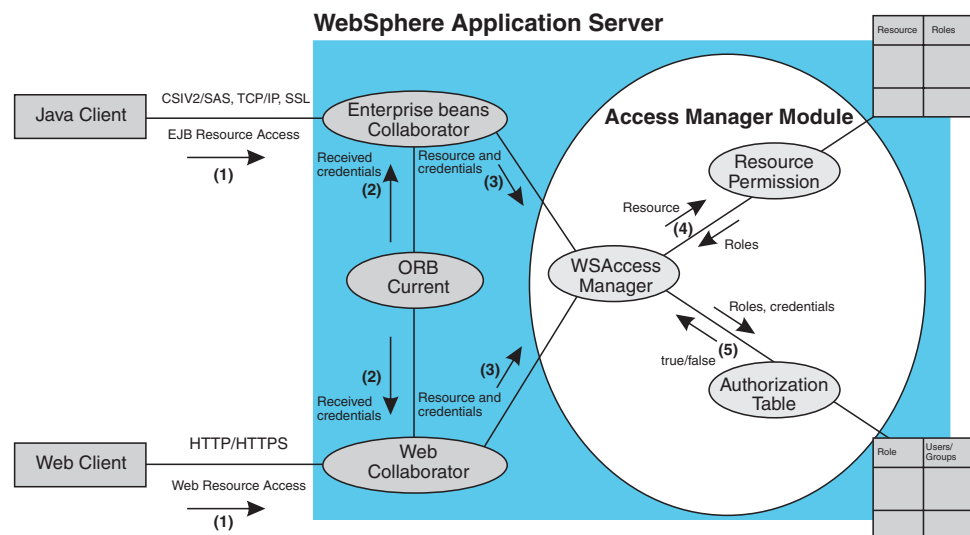 WebSphere Application Server
Resource
Roles
CSIV2/SAS, TCP/IP, SSL
Java Client
EJB Resource Access
(1)
Enterprise beans
Collaborator
Access Manager Module
Received
credentials
(2)
Resource and
credentials
(3)
Resource
Permission
Resource
(4)
Roles
ORB
Current
WSAccess
Manager
Roles, credentials
(5)
true/false
(2)
Received
credentials
(3)
Resource and
credentials
Authorization
Table
HTTP/HTTPS
Web Client
Web Resource Access
(1)
Web
Collaborator
Role
Users/
Groups